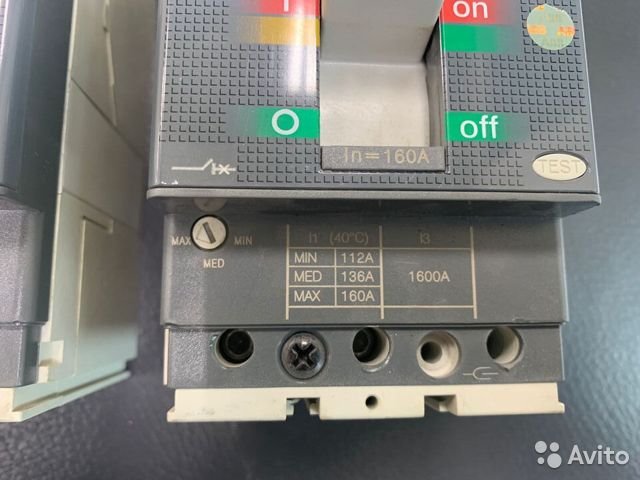 I on
O off
In=160A
TEST
MAX MIN
MED
I1 (40°C) I3
MIN 112A
MED 136A 1600A
MAX 160A
Avito